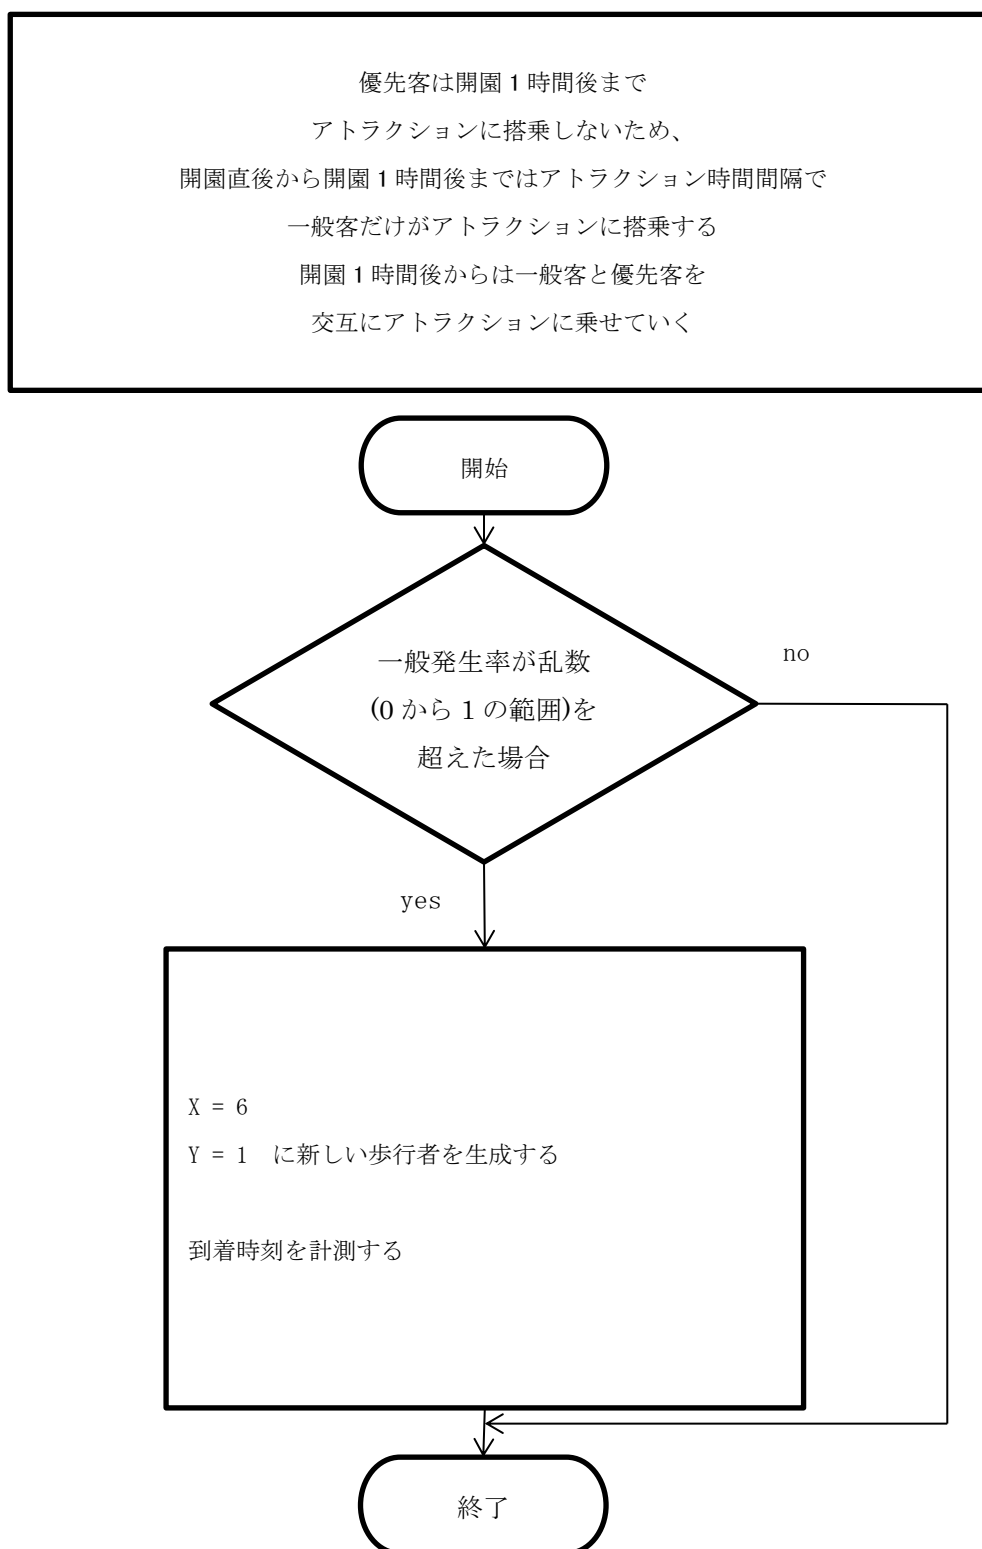 優先客は開園 1 時間後まで
アトラクションに搭乗しないため、
開園直後から開園 1 時間後まではアトラクション時間間隔で
一般客だけがアトラクションに搭乗する
開園 1 時間後からは一般客と優先客を
交互にアトラクションに乗せていく
開始
一般発生率が乱数
(0 から 1 の範囲)を
超えた場合
no
yes
X = 6
Y = 1　に新しい歩行者を生成する
到着時刻を計測する
終了